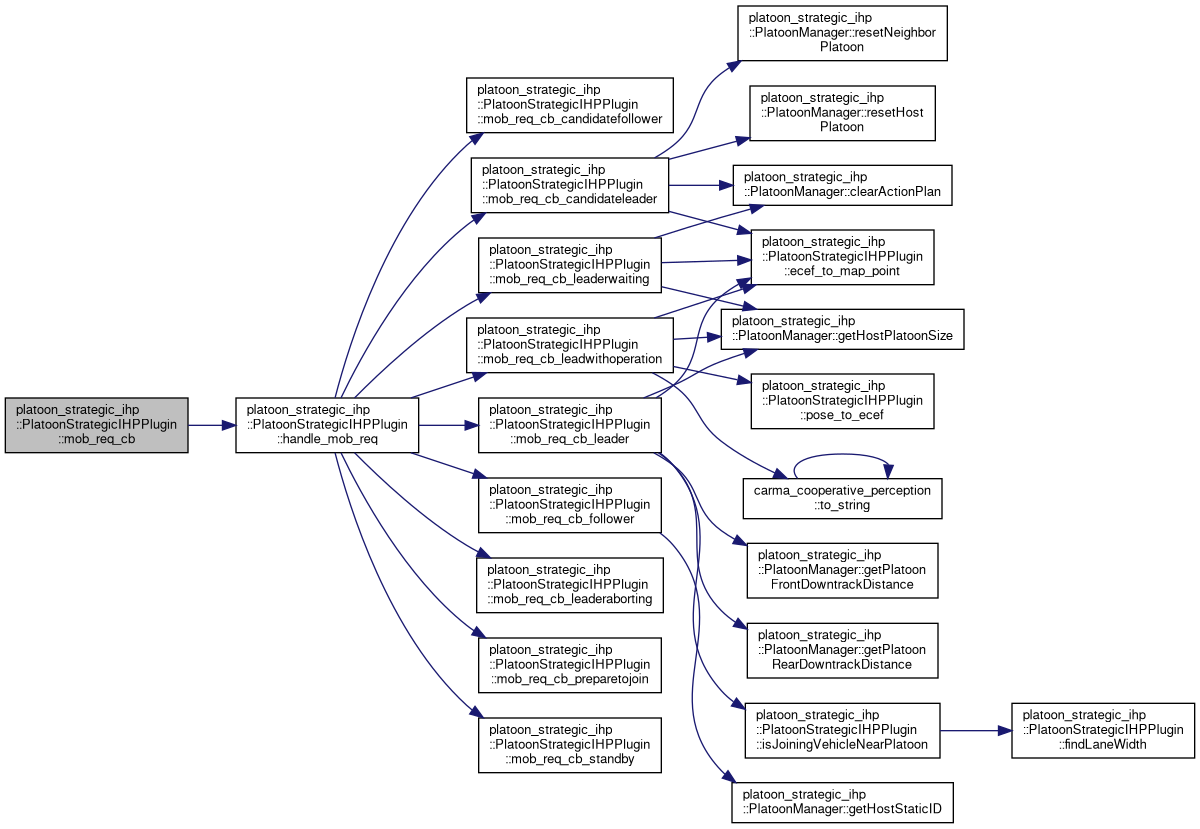 platoon_strategic_ihp
::PlatoonStrategicIHPPlugin
::mob_req_cb
platoon_strategic_ihp
::PlatoonStrategicIHPPlugin
::handle_mob_req
platoon_strategic_ihp
::PlatoonStrategicIHPPlugin
::mob_req_cb_candidatefollower
platoon_strategic_ihp
::PlatoonStrategicIHPPlugin
::mob_req_cb_candidateleader
platoon_strategic_ihp
::PlatoonStrategicIHPPlugin
::mob_req_cb_leaderwaiting
platoon_strategic_ihp
::PlatoonStrategicIHPPlugin
::mob_req_cb_leadwithoperation
platoon_strategic_ihp
::PlatoonStrategicIHPPlugin
::mob_req_cb_leader
platoon_strategic_ihp
::PlatoonStrategicIHPPlugin
::mob_req_cb_follower
platoon_strategic_ihp
::PlatoonStrategicIHPPlugin
::mob_req_cb_leaderaborting
platoon_strategic_ihp
::PlatoonStrategicIHPPlugin
::mob_req_cb_preparetojoin
platoon_strategic_ihp
::PlatoonStrategicIHPPlugin
::mob_req_cb_standby
platoon_strategic_ihp
::PlatoonManager::resetNeighbor
Platoon
platoon_strategic_ihp
::PlatoonManager::resetHost
Platoon
platoon_strategic_ihp
::PlatoonManager::clearActionPlan
platoon_strategic_ihp
::PlatoonStrategicIHPPlugin
::ecef_to_map_point
platoon_strategic_ihp
::PlatoonManager::getHostPlatoonSize
platoon_strategic_ihp
::PlatoonStrategicIHPPlugin
::pose_to_ecef
carma_cooperative_perception
::to_string
platoon_strategic_ihp
::PlatoonManager::getPlatoon
FrontDowntrackDistance
platoon_strategic_ihp
::PlatoonManager::getPlatoon
RearDowntrackDistance
platoon_strategic_ihp
::PlatoonStrategicIHPPlugin
::isJoiningVehicleNearPlatoon
platoon_strategic_ihp
::PlatoonManager::getHostStaticID
platoon_strategic_ihp
::PlatoonStrategicIHPPlugin
::findLaneWidth